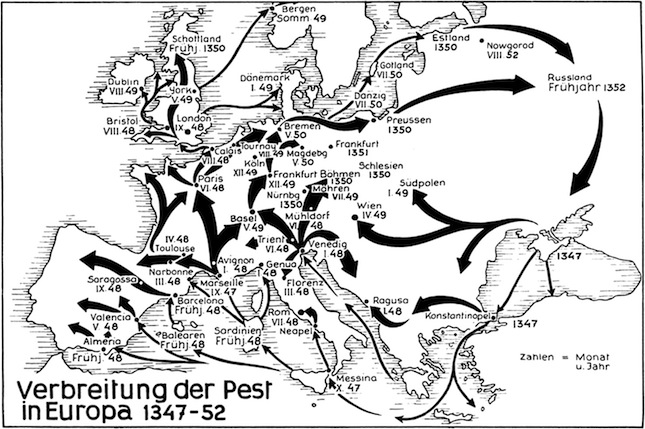 Bergen
Somm 49
Schottland
Frühj. 1350
Estland
1350
Nowgorod
VIII. 52
Gotland
VII. 50
Russland
Frühjahr 1352
Dublin
VIII. 49
York
V. 49
Dänemark
I. 49
Danzig
VII. 50
Preussen
1350
Bristol
VIII. 48
London
IX. 48
Bremen
V. 50
Calais
VIII 48
Tournay
VIII. 49
Magdebg
V. 50
Frankfurt
1351
Köln
XII. 49
Schlesien
1350
Paris
VI. 48
Frankfurt
XII. 49
Böhmen
1350
Mähren
VII. 49
Nürnbg
1350
Südpolen
I. 49
Basel
V. 49
Mühldorf
VI. 48
Wien
IV 49
IV. 48
Toulouse
Trient
VI. 48
Venedig
I. 48
1347
Avignon
I. 48
Genua
I. 48
Narbonne
III. 48
Marseille
IX. 47
Florenz
III. 48
Saragossa
IX. 48
Barcelona
Frühj. 48
Ragusa
I.48
Konstantinopel
1347
Valencia
V. 48
Rom
VII. 48
Neapel
Balearen
Frühj. 48
Sardinien
Frühj. 48
Almeria
Frühj. 48
Zahlen = Monat
u. Jahr
Messina
X. 47
Verbreitung der Pest
in Europa 1347-52